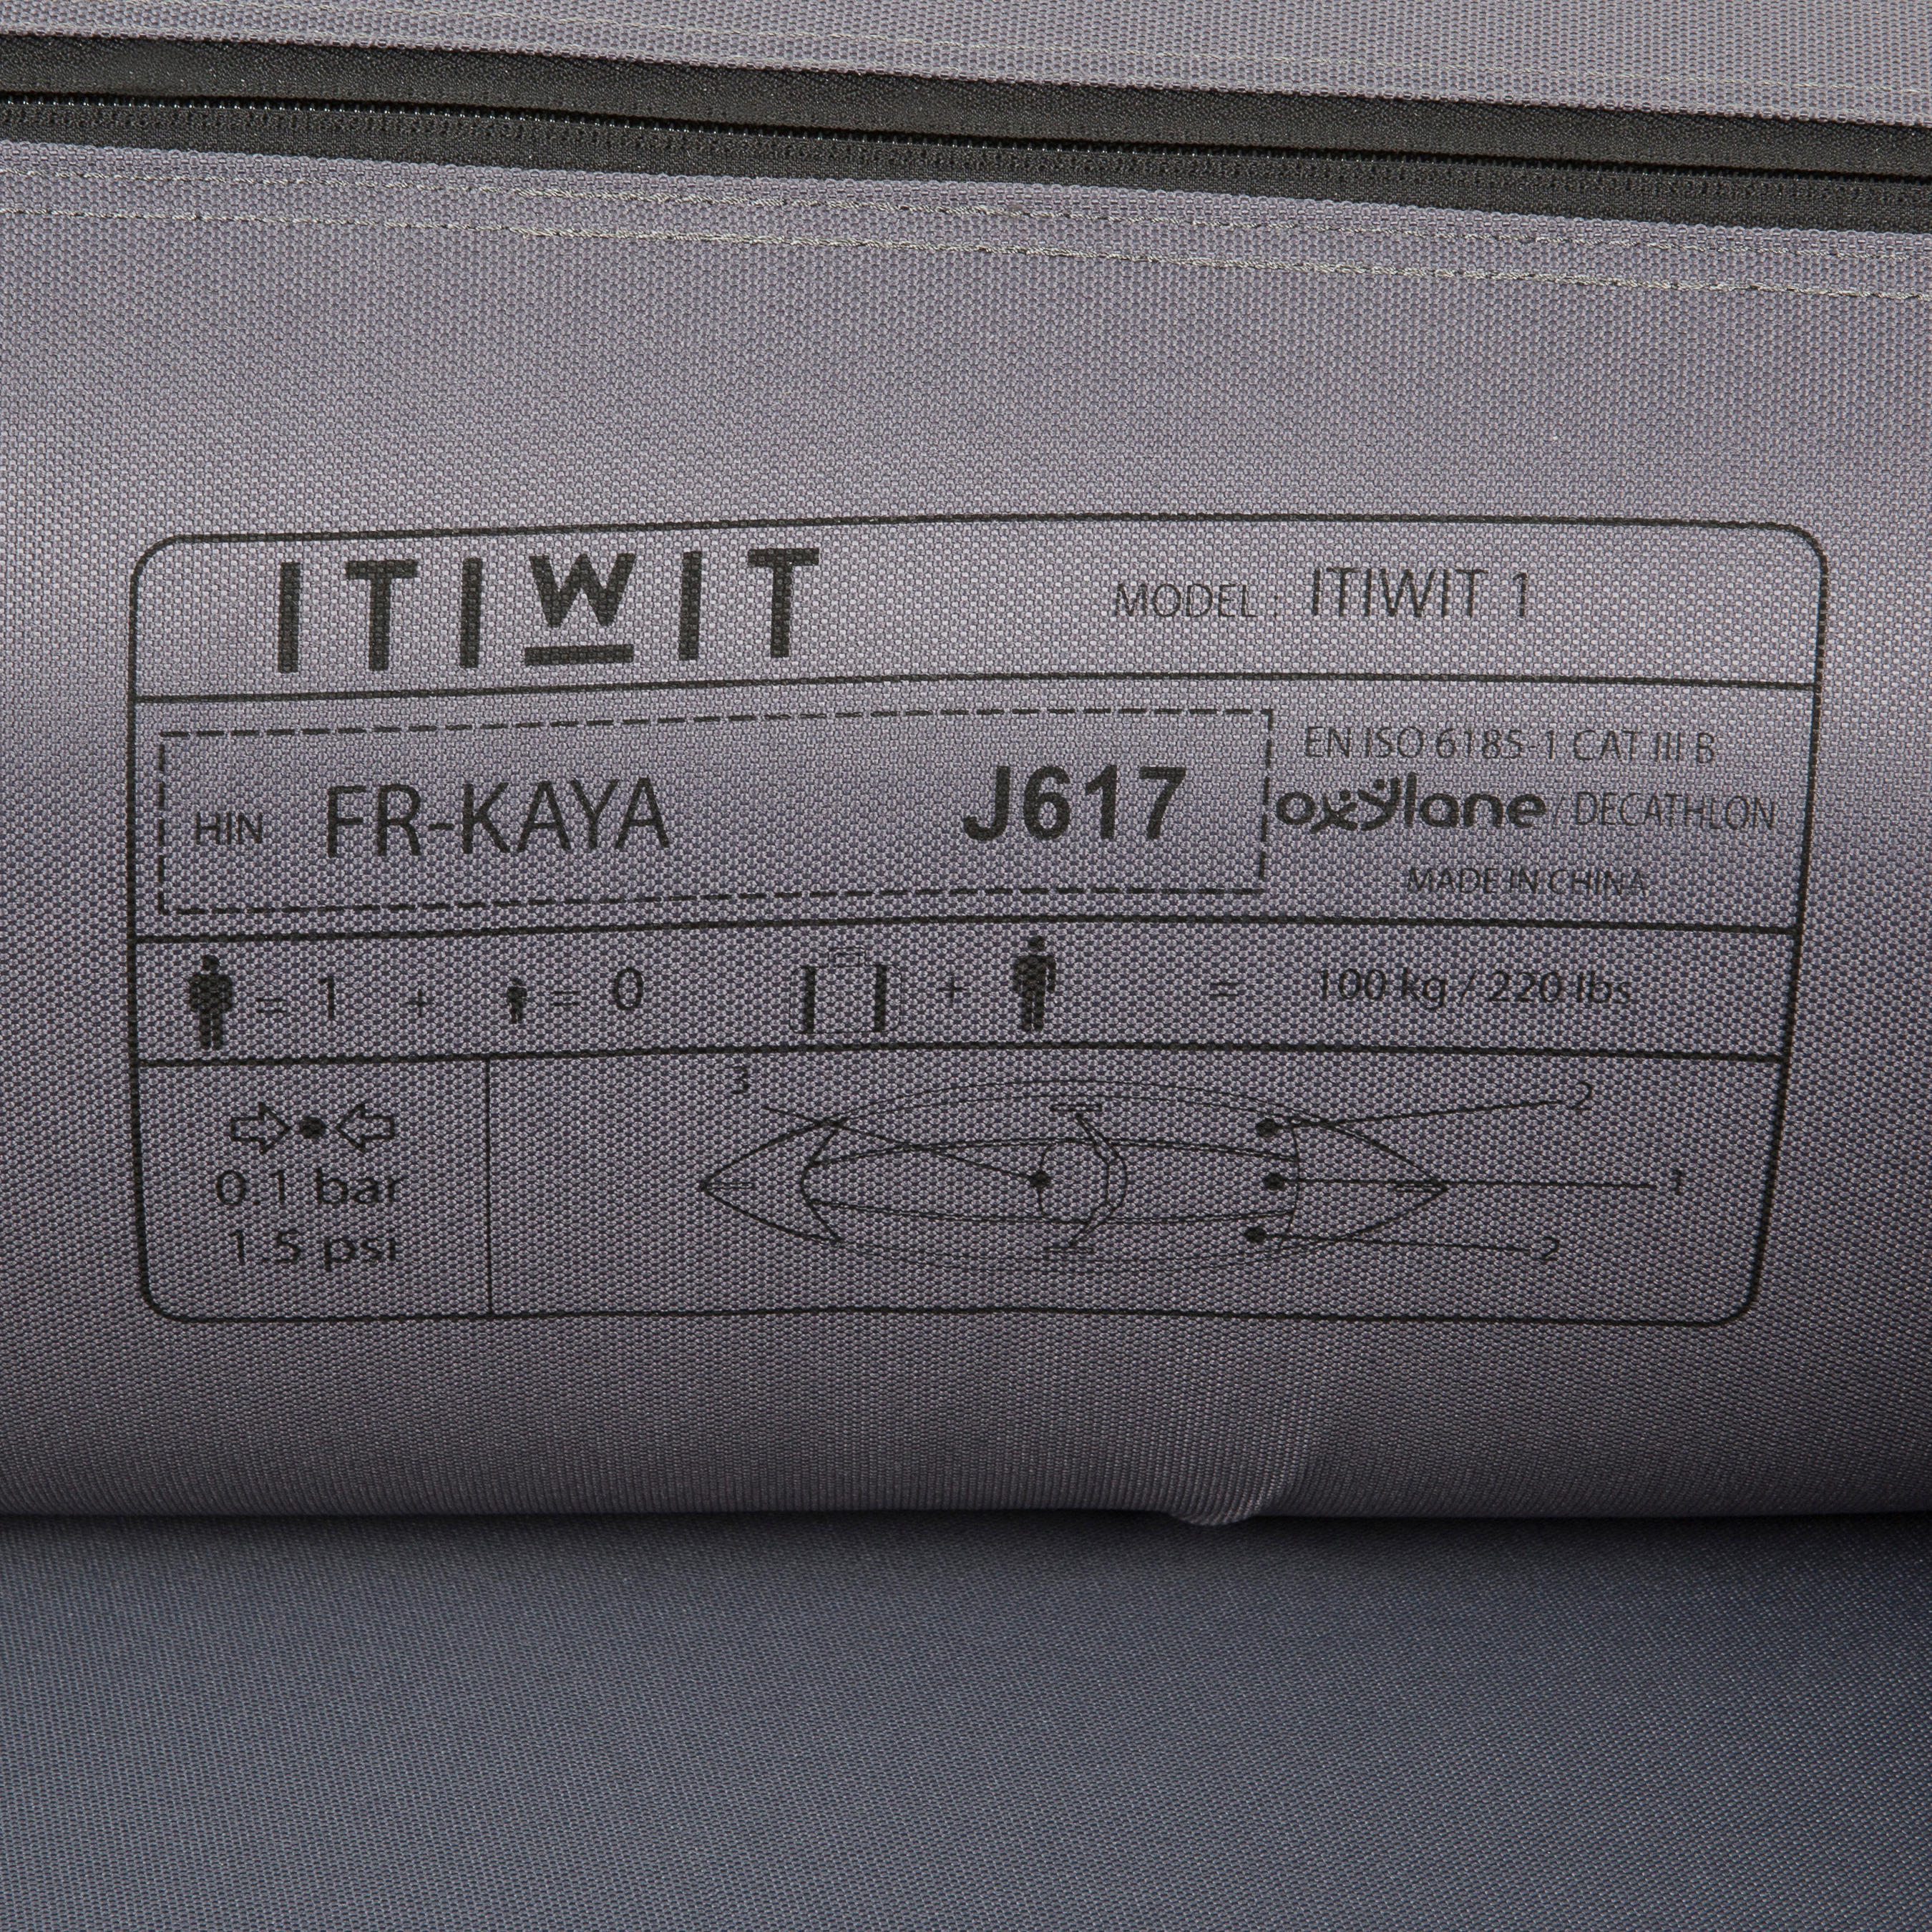 ITIWIT MODEL : ITIWIT 1
HIN FR-KAYA J617
EN ISO 6185-1 CAT III B
oxylane / DECATHLON
MADE IN CHINA
= 1 + = 0 + = 100 kg / 220 lbs
0.1 bar
1.5 psi
3
2
1
2